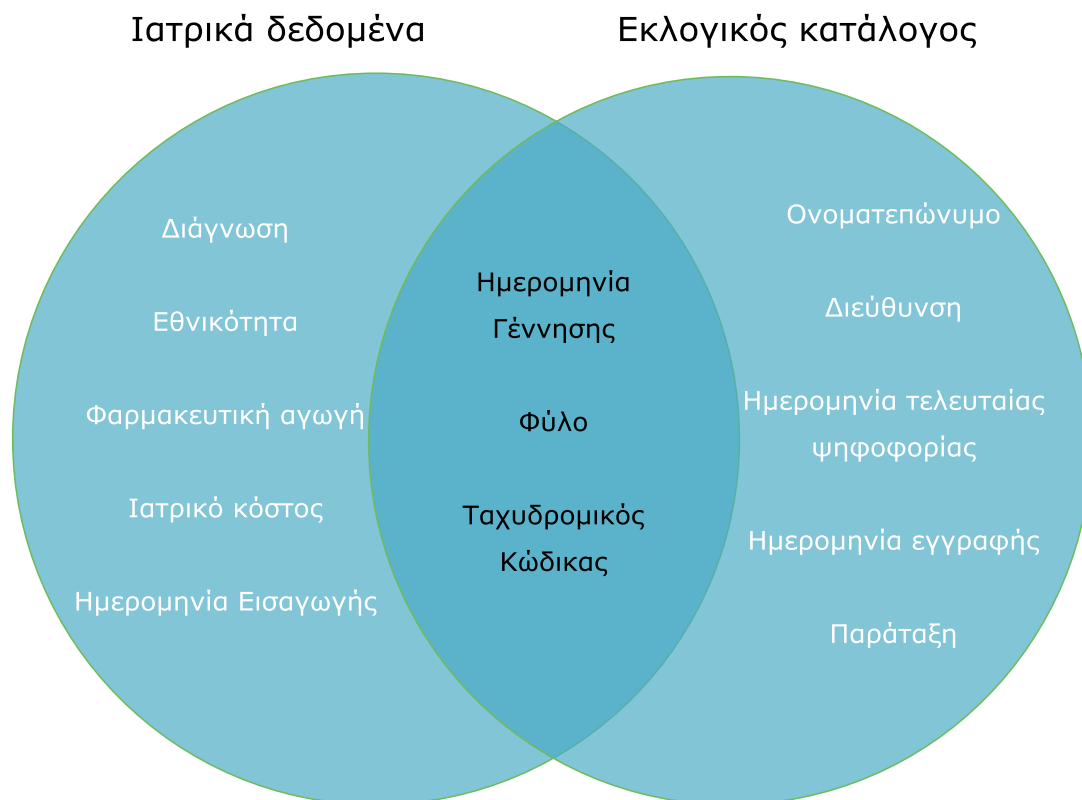 Ιατρικά δεδομένα
Εκλογικός κατάλογος
Διάγνωση
Εθνικότητα
Φαρμακευτική αγωγή
Ιατρικό κόστος
Ημερομηνία Εισαγωγής
Ημερομηνία
Γέννησης
Φύλο
Ταχυδρομικός
Κώδικας
Ονοματεπώνυμο
Διεύθυνση
Ημερομηνία τελευταίας
ψηφοφορίας
Ημερομηνία εγγραφής
Παράταξη